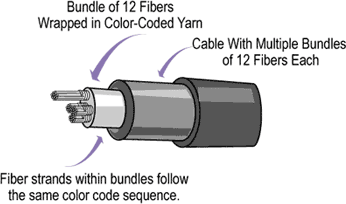 Bundle of 12 Fibers
Wrapped in Color-Coded Yarn
Cable With Multiple Bundles
of 12 Fibers Each
Fiber strands within bundles follow
the same color code sequence.